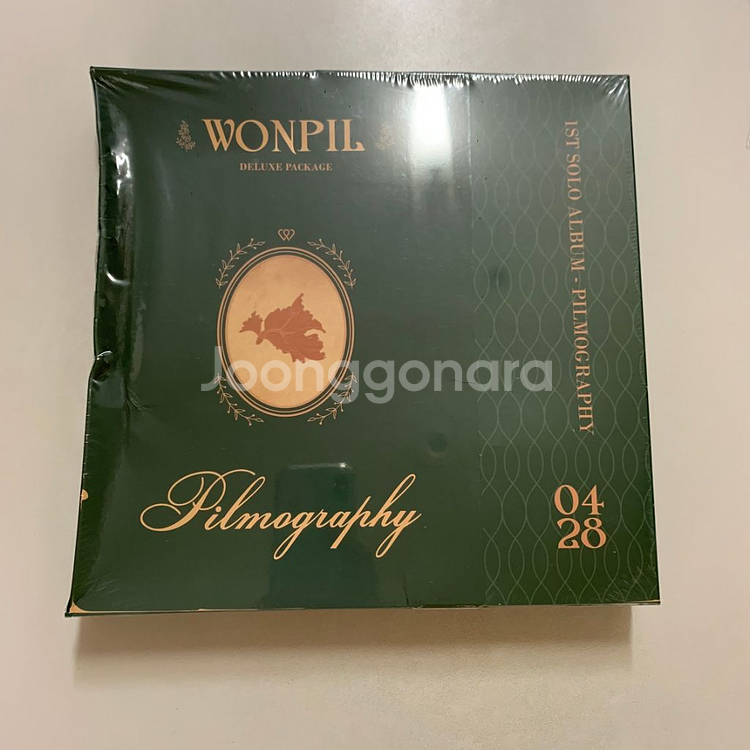 WONPIL
DELUXE PACKAGE
1ST SOLO ALBUM - PILMOGRAPHY
Joonggonara
Pilmography
04
28